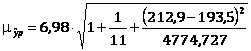 μ_ŷp = 6,98 · √(1 + 1/11 + (212,9 − 193,5)² / 4774,727)